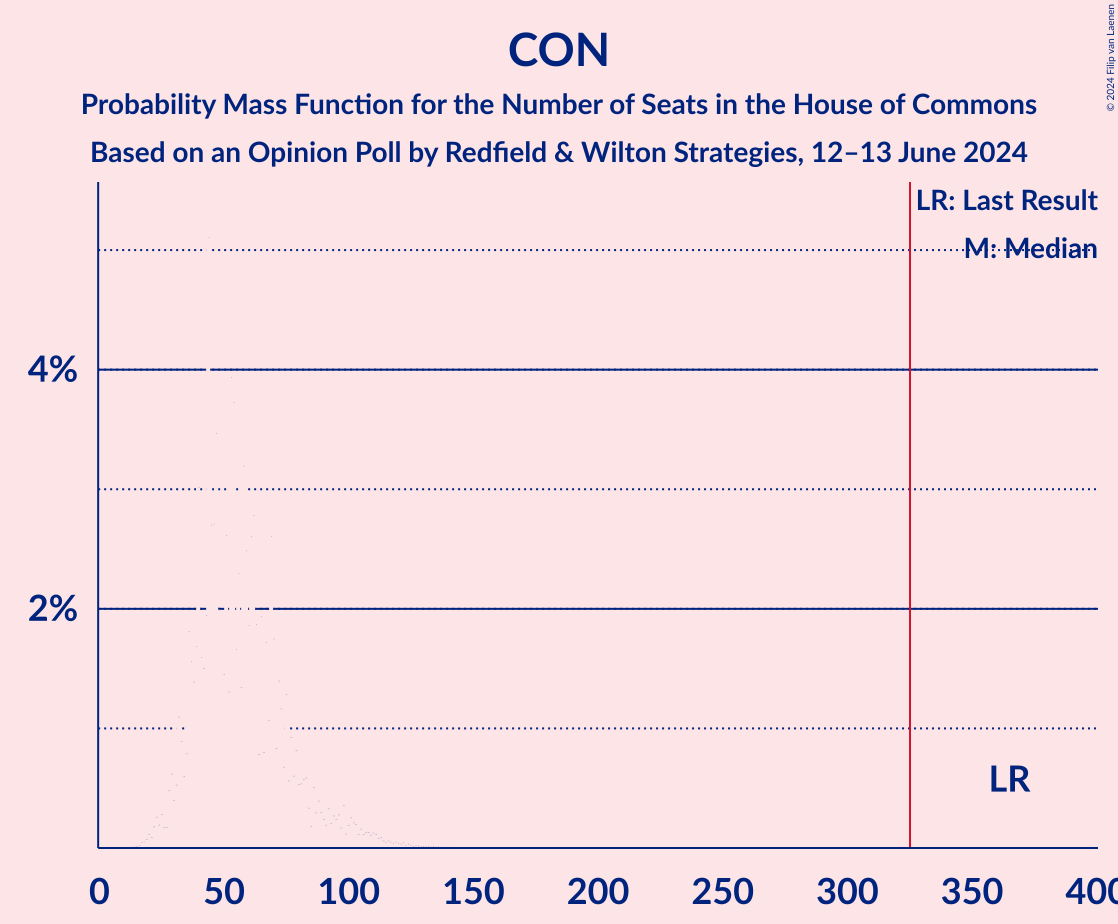 CON
Probability Mass Function for the Number of Seats in the House of Commons
Based on an Opinion Poll by Redfield & Wilton Strategies, 12–13 June 2024
© 2024 Filip van Laenen
LR: Last Result
M: Median
4%
2%
LR
0 50 100 150 200 250 300 350 400